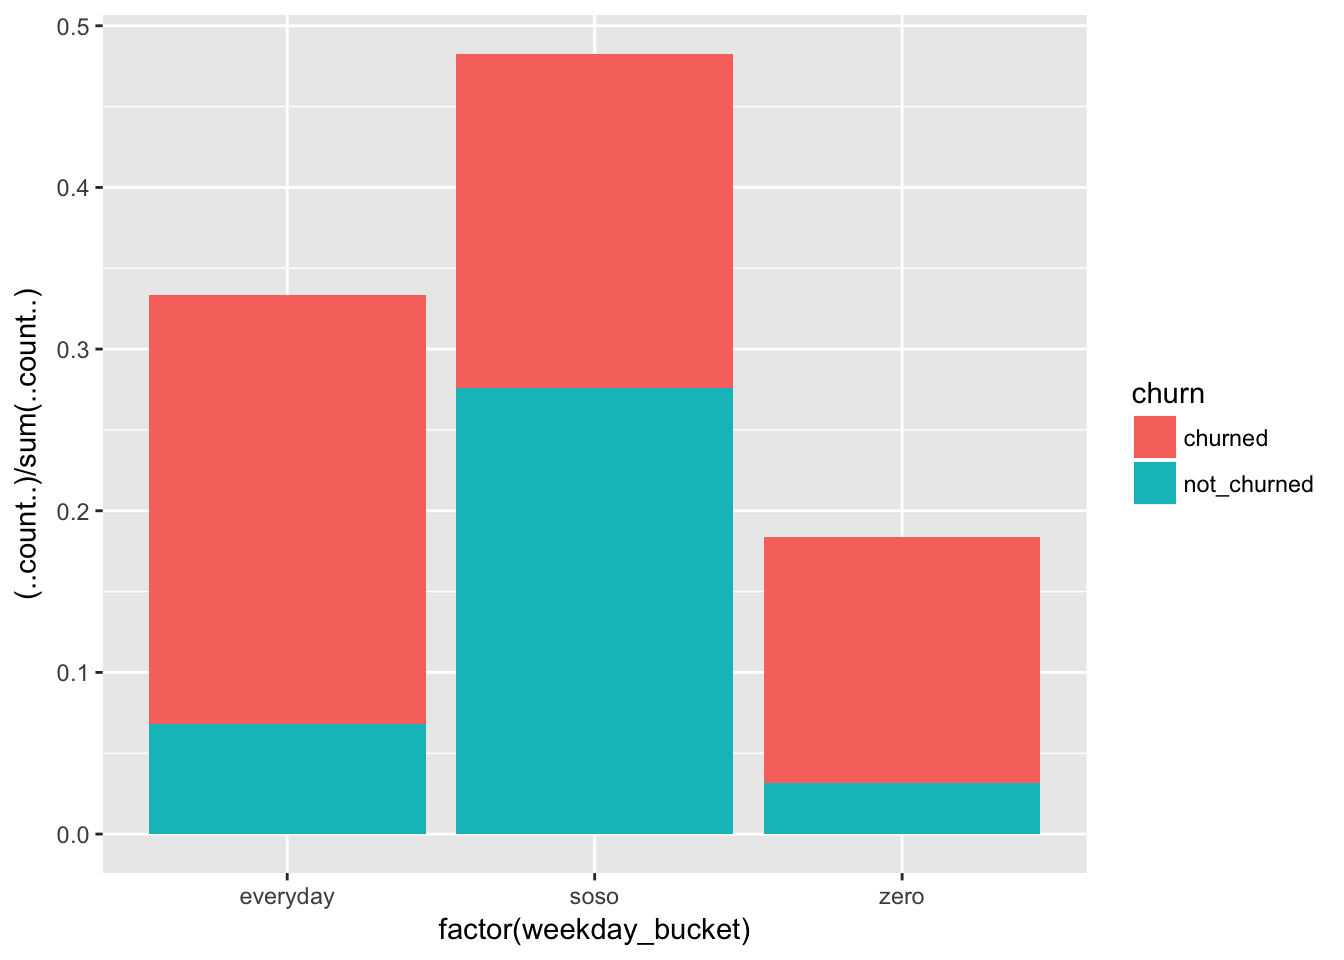 0.5
0.4
0.3
0.2
0.1
0.0
(..count..)/sum(..count..)
everyday
soso
zero
factor(weekday_bucket)
churn
churned
not_churned